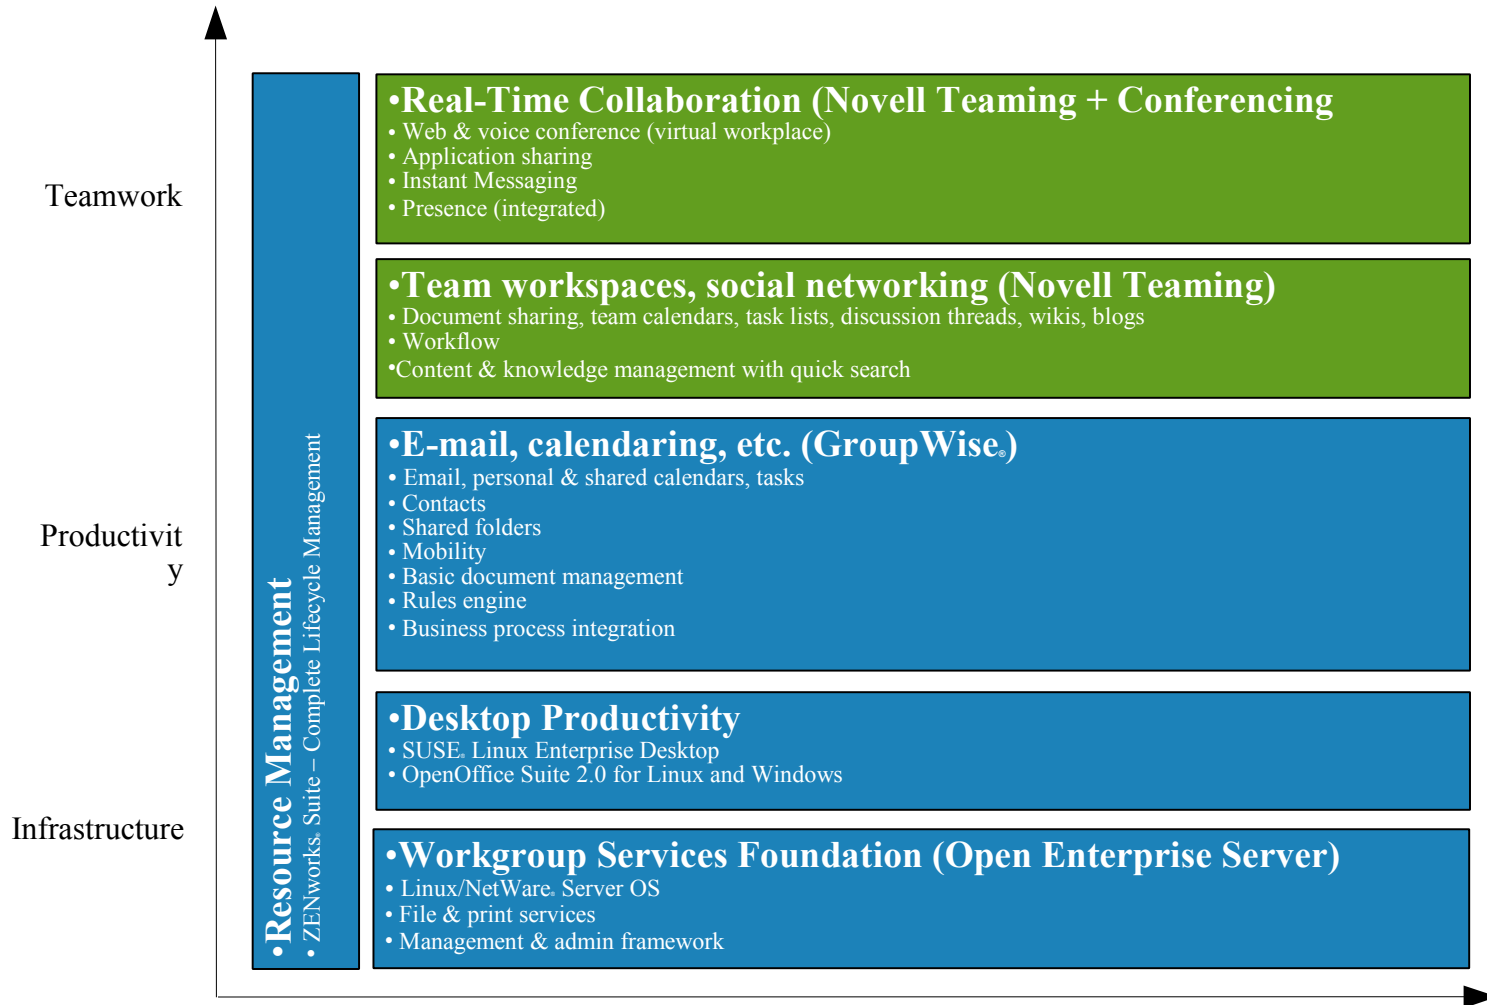 Teamwork
Productivit
y
Infrastructure
•Resource Management
• ZENworks® Suite – Complete Lifecycle Management
•Real-Time Collaboration (Novell Teaming + Conferencing
• Web & voice conference (virtual workplace)
• Application sharing
• Instant Messaging
• Presence (integrated)
•Team workspaces, social networking (Novell Teaming)
• Document sharing, team calendars, task lists, discussion threads, wikis, blogs
• Workflow
•Content & knowledge management with quick search
•E-mail, calendaring, etc. (GroupWise®)
• Email, personal & shared calendars, tasks
• Contacts
• Shared folders
• Mobility
• Basic document management
• Rules engine
• Business process integration
•Desktop Productivity
• SUSE® Linux Enterprise Desktop
• OpenOffice Suite 2.0 for Linux and Windows
•Workgroup Services Foundation (Open Enterprise Server)
• Linux/NetWare® Server OS
• File & print services
• Management & admin framework